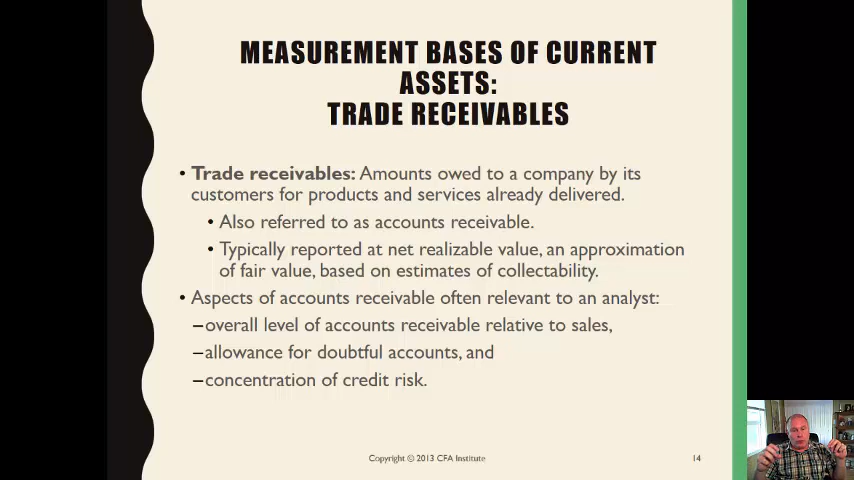 MEASUREMENT BASES OF CURRENT
ASSETS:
TRADE RECEIVABLES
• Trade receivables: Amounts owed to a company by its
customers for products and services already delivered.
• Also referred to as accounts receivable.
• Typically reported at net realizable value, an approximation
of fair value, based on estimates of collectability.
• Aspects of accounts receivable often relevant to an analyst:
–overall level of accounts receivable relative to sales,
–allowance for doubtful accounts, and
–concentration of credit risk.
Copyright © 2013 CFA Institute
14